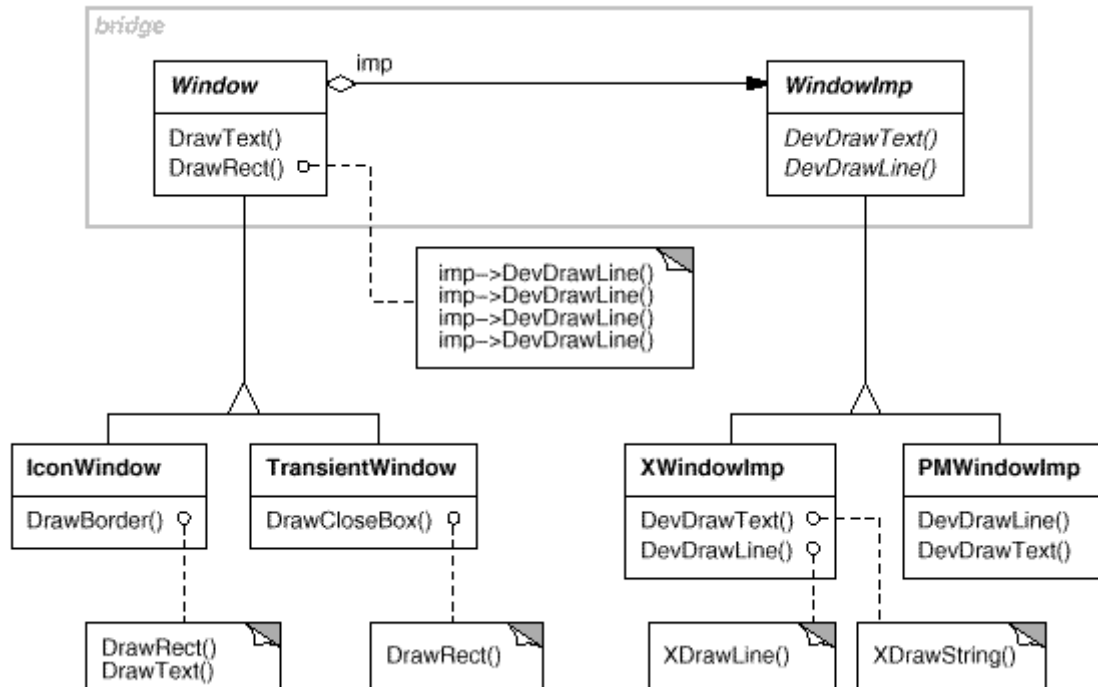 bridge
Window
imp
WindowImp
DrawText()
DrawRect()
DevDrawText()
DevDrawLine()
imp->DevDrawLine()
imp->DevDrawLine()
imp->DevDrawLine()
imp->DevDrawLine()
IconWindow
DrawBorder()
TransientWindow
DrawCloseBox()
XWindowImp
DevDrawText()
DevDrawLine()
PMWindowImp
DevDrawLine()
DevDrawText()
DrawRect()
DrawText()
DrawRect()
XDrawLine()
XDrawString()